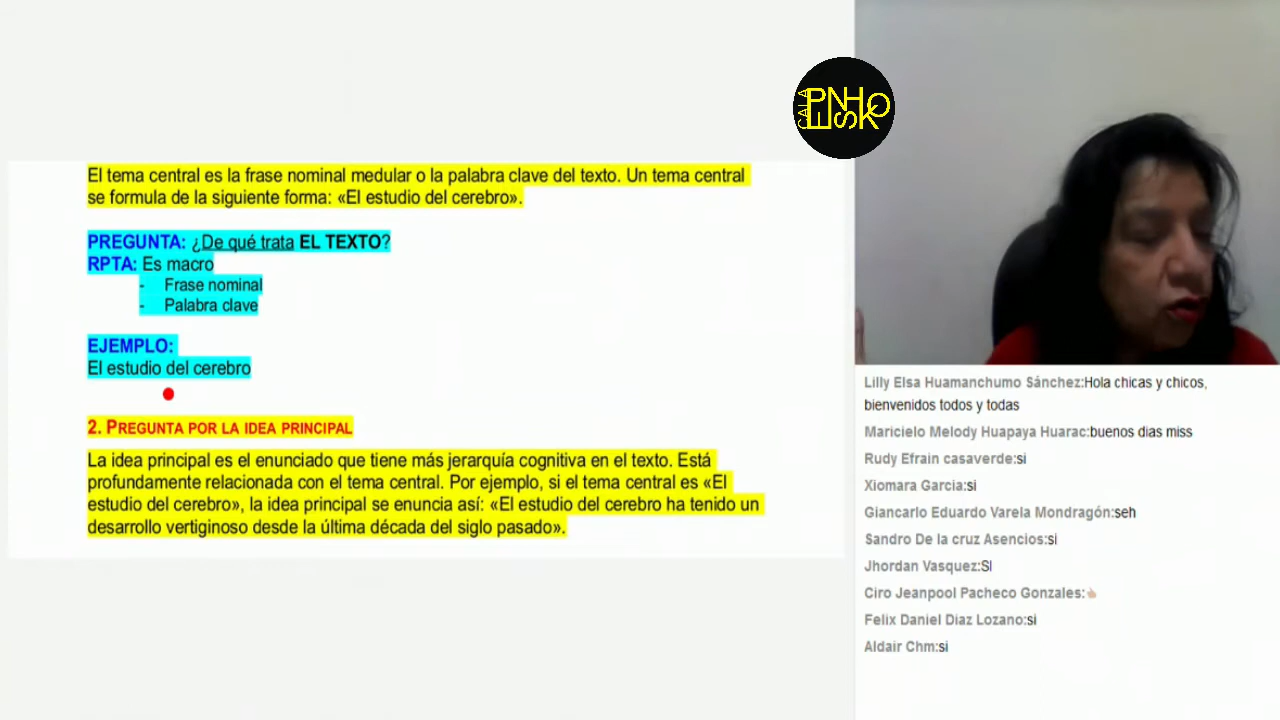 El tema central es la frase nominal medular o la palabra clave del texto. Un tema central
se formula de la siguiente forma: «El estudio del cerebro».
PREGUNTA: ¿De qué trata EL TEXTO?
RPTA: Es macro
- Frase nominal
- Palabra clave
EJEMPLO:
El estudio del cerebro
2. PREGUNTA POR LA IDEA PRINCIPAL
La idea principal es el enunciado que tiene más jerarquía cognitiva en el texto. Está
profundamente relacionada con el tema central. Por ejemplo, si el tema central es «El
estudio del cerebro», la idea principal se enuncia así: «El estudio del cerebro ha tenido un
desarrollo vertiginoso desde la última década del siglo pasado».
CALA
PENSHKO
Lilly Elsa Huamanchumo Sánchez:Hola chicas y chicos,
bienvenidos todos y todas
Maricielo Melody Huapaya Huarac:buenos dias miss
Rudy Efrain casaverde:si
Xiomara Garcia:si
Giancarlo Eduardo Varela Mondragón:seh
Sandro De la cruz Asencios:si
Jhordan Vasquez:SI
Ciro Jeanpool Pacheco Gonzales:👆🏻
Felix Daniel Diaz Lozano:si
Aldair Chm:si